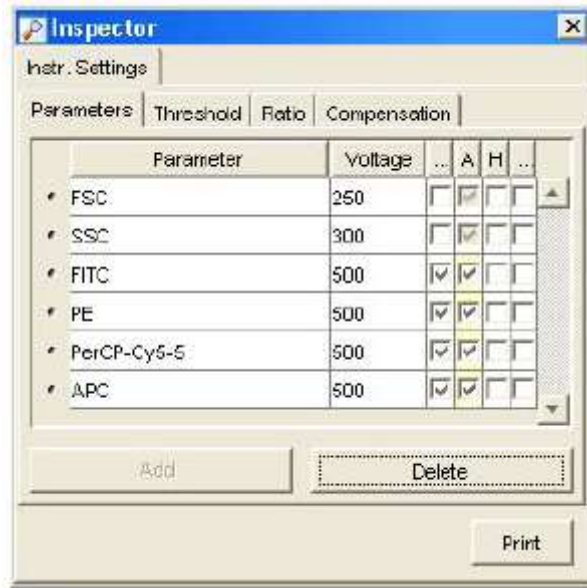 Inspector
Instr. Settings
Parameters Threshold Ratio Compensation
Parameter Voltage ... A H ...
FSC 250
SSC 300
FITC 500
PE 500
PerCP-Cy5-5 500
APC 500
Add Delete
Print